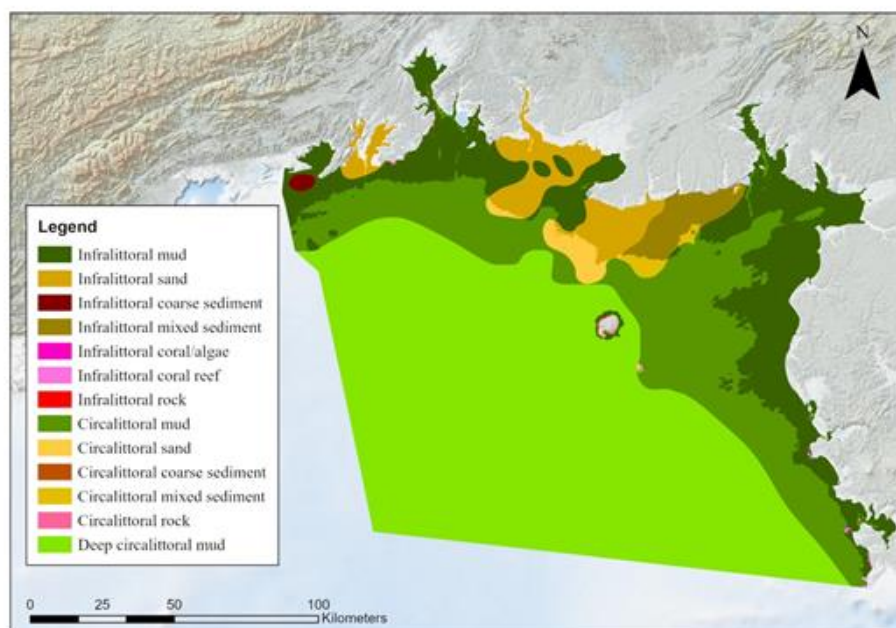 N
Legend
Infralittoral mud
Infralittoral sand
Infralittoral coarse sediment
Infralittoral mixed sediment
Infralittoral coral/algae
Infralittoral coral reef
Infralittoral rock
Circalittoral mud
Circalittoral sand
Circalittoral coarse sediment
Circalittoral mixed sediment
Circalittoral rock
Deep circalittoral mud
0 25 50 100
Kilometers